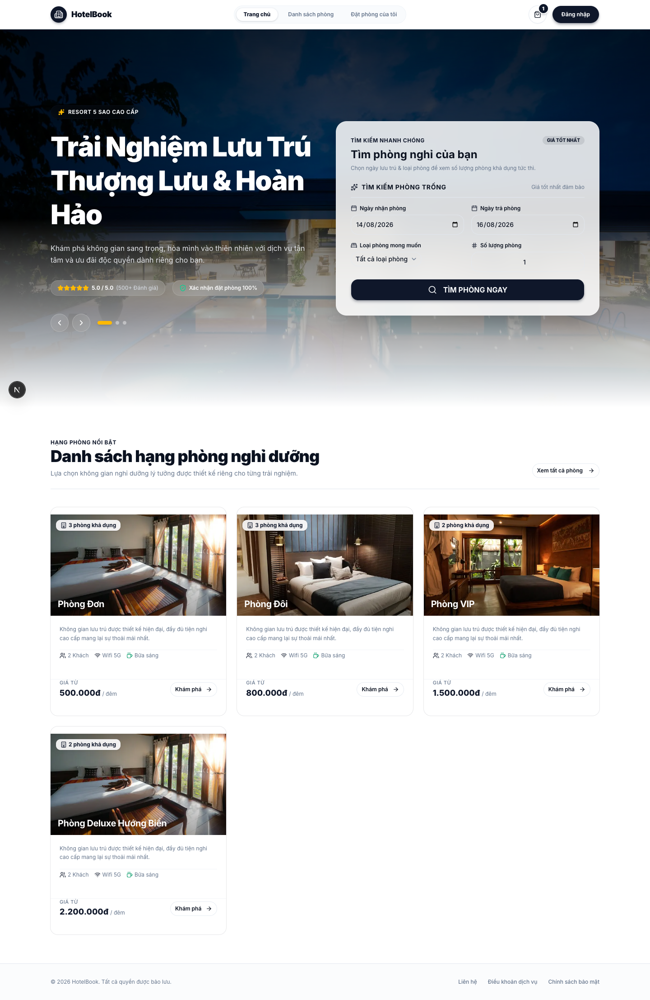 HotelBook
Trang chủ
Danh sách phòng
Đặt phòng của tôi
1
Đăng nhập
RESORT 5 SAO CAO CẤP
Trải Nghiệm Lưu Trú
Thượng Lưu & Hoàn
Hảo
Khám phá không gian sang trọng, hòa mình vào thiên nhiên với dịch vụ tận
tâm và ưu đãi độc quyền dành riêng cho bạn.
5.0 / 5.0 (500+ Đánh giá)
Xác nhận đặt phòng 100%
TÌM KIẾM NHANH CHÓNG
GIÁ TỐT NHẤT
Tìm phòng nghỉ của bạn
Chọn ngày lưu trú & loại phòng để xem số lượng phòng khả dụng tức thì.
TÌM KIẾM PHÒNG TRỐNG
Giá tốt nhất đảm bảo
Ngày nhận phòng
Ngày trả phòng
14/08/2026
16/08/2026
Loại phòng mong muốn
Số lượng phòng
Tất cả loại phòng
1
TÌM PHÒNG NGAY
N
HẠNG PHÒNG NỔI BẬT
Danh sách hạng phòng nghỉ dưỡng
Lựa chọn không gian nghỉ dưỡng lý tưởng được thiết kế riêng cho từng trải nghiệm.
Xem tất cả phòng
3 phòng khả dụng
Phòng Đơn
Không gian lưu trú được thiết kế hiện đại, đầy đủ tiện nghi
cao cấp mang lại sự thoải mái nhất.
2 Khách
Wifi 5G
Bữa sáng
GIÁ TỪ
500.000đ / đêm
Khám phá
3 phòng khả dụng
Phòng Đôi
Không gian lưu trú được thiết kế hiện đại, đầy đủ tiện nghi
cao cấp mang lại sự thoải mái nhất.
2 Khách
Wifi 5G
Bữa sáng
GIÁ TỪ
800.000đ / đêm
Khám phá
2 phòng khả dụng
Phòng VIP
Không gian lưu trú được thiết kế hiện đại, đầy đủ tiện nghi
cao cấp mang lại sự thoải mái nhất.
2 Khách
Wifi 5G
Bữa sáng
GIÁ TỪ
1.500.000đ / đêm
Khám phá
2 phòng khả dụng
Phòng Deluxe Hướng Biển
Không gian lưu trú được thiết kế hiện đại, đầy đủ tiện nghi
cao cấp mang lại sự thoải mái nhất.
2 Khách
Wifi 5G
Bữa sáng
GIÁ TỪ
2.200.000đ / đêm
Khám phá
© 2026 HotelBook. Tất cả quyền được bảo lưu.
Liên hệ
Điều khoản dịch vụ
Chính sách bảo mật